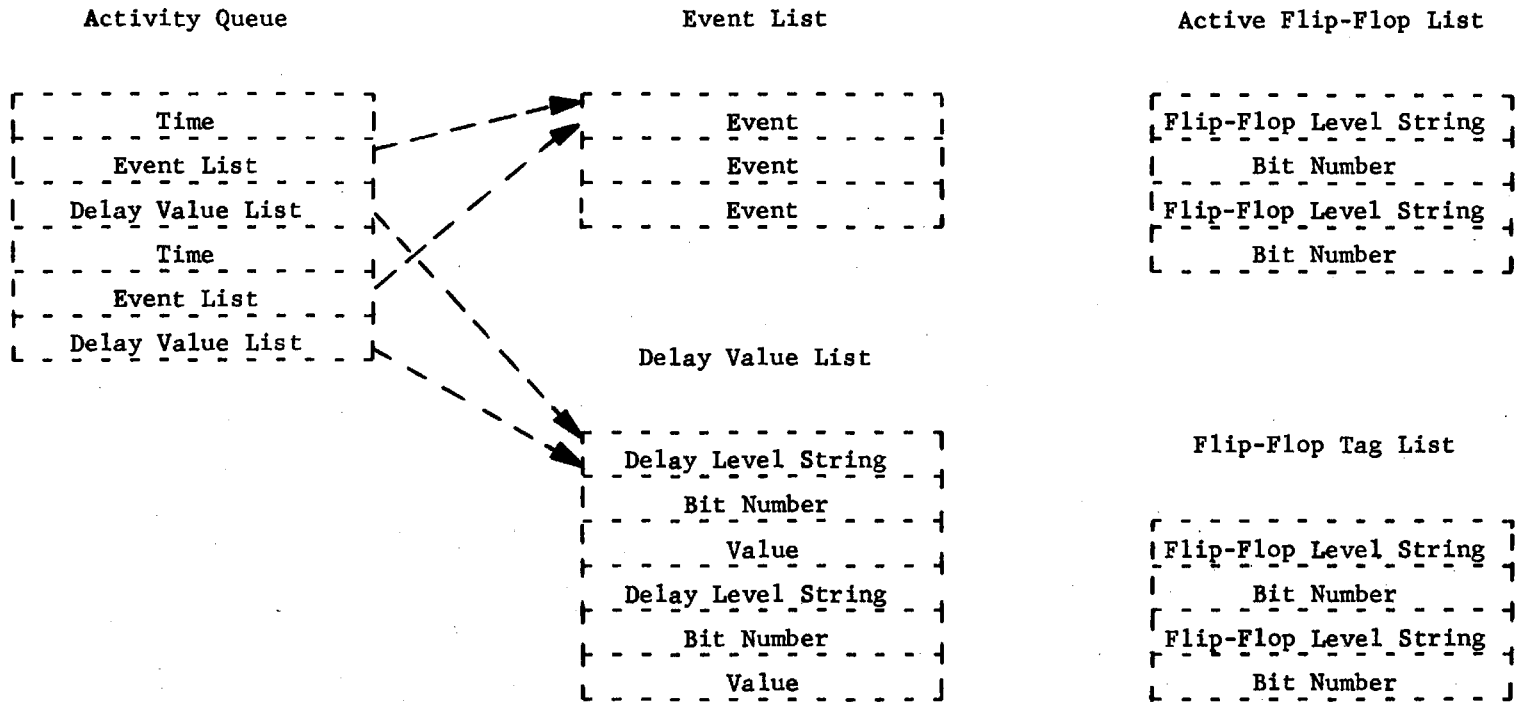 Activity Queue
Time
Event List
Delay Value List
Time
Event List
Delay Value List
Event List
Event
Event
Event
Delay Value List
Delay Level String
Bit Number
Value
Delay Level String
Bit Number
Value
Active Flip-Flop List
Flip-Flop Level String
Bit Number
Flip-Flop Level String
Bit Number
Flip-Flop Tag List
Flip-Flop Level String
Bit Number
Flip-Flop Level String
Bit Number